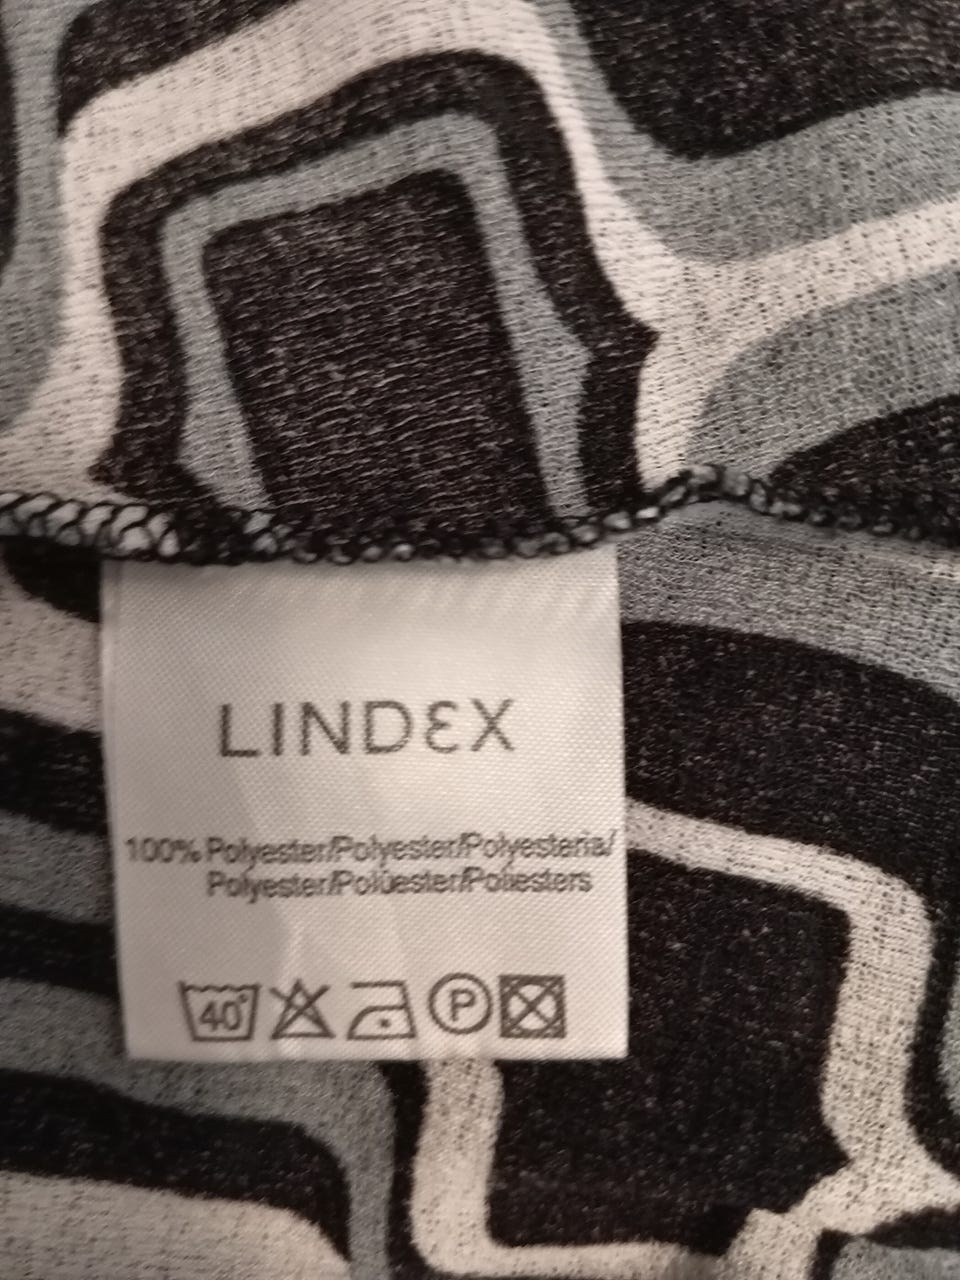 LINDEX
100% Polyester/Polyester/Polyesteria/
Polyester/Polüester/Poliesters
40°
P